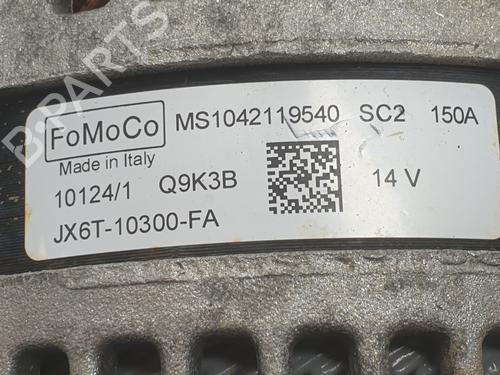 FoMoCo MS1042119540 SC2 150A
Made in Italy
10124/1 Q9K3B 14 V
JX6T-10300-FA
B-PARTS